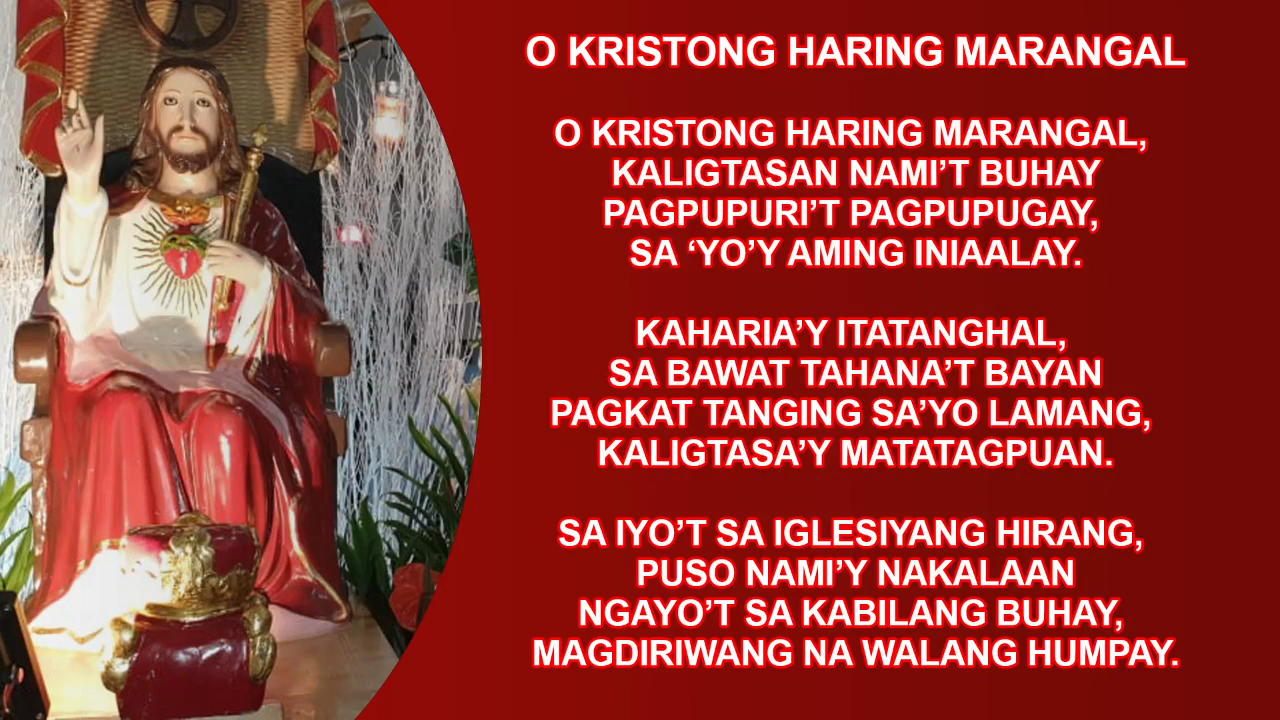 O KRISTONG HARING MARANGAL
O KRISTONG HARING MARANGAL,
KALIGTASAN NAMI’T BUHAY
PAGPUPURI’T PAGPUPUGAY,
SA ‘YO’Y AMING INIAALAY.
KAHARIA’Y ITATANGHAL,
SA BAWAT TAHANA’T BAYAN
PAGKAT TANGING SA’YO LAMANG,
KALIGTASA’Y MATATAGPUAN.
SA IYO’T SA IGLESIYANG HIRANG,
PUSO NAMI’Y NAKALAAN
NGAYO’T SA KABILANG BUHAY,
MAGDIRIWANG NA WALANG HUMPAY.